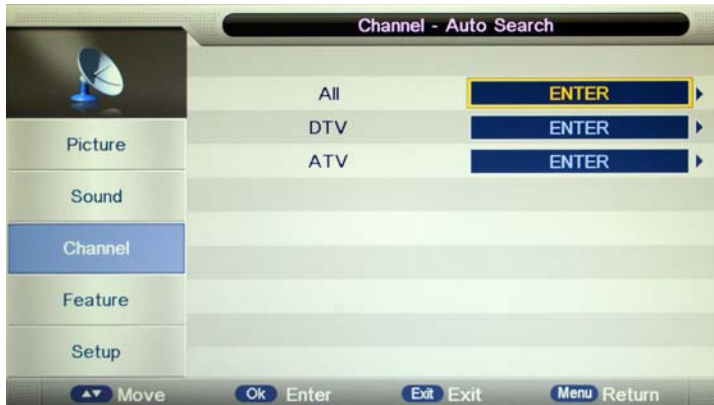 Channel - Auto Search
All ENTER
DTV ENTER
ATV ENTER
Picture
Sound
Channel
Feature
Setup
Move Ok Enter Exit Exit Menu Return